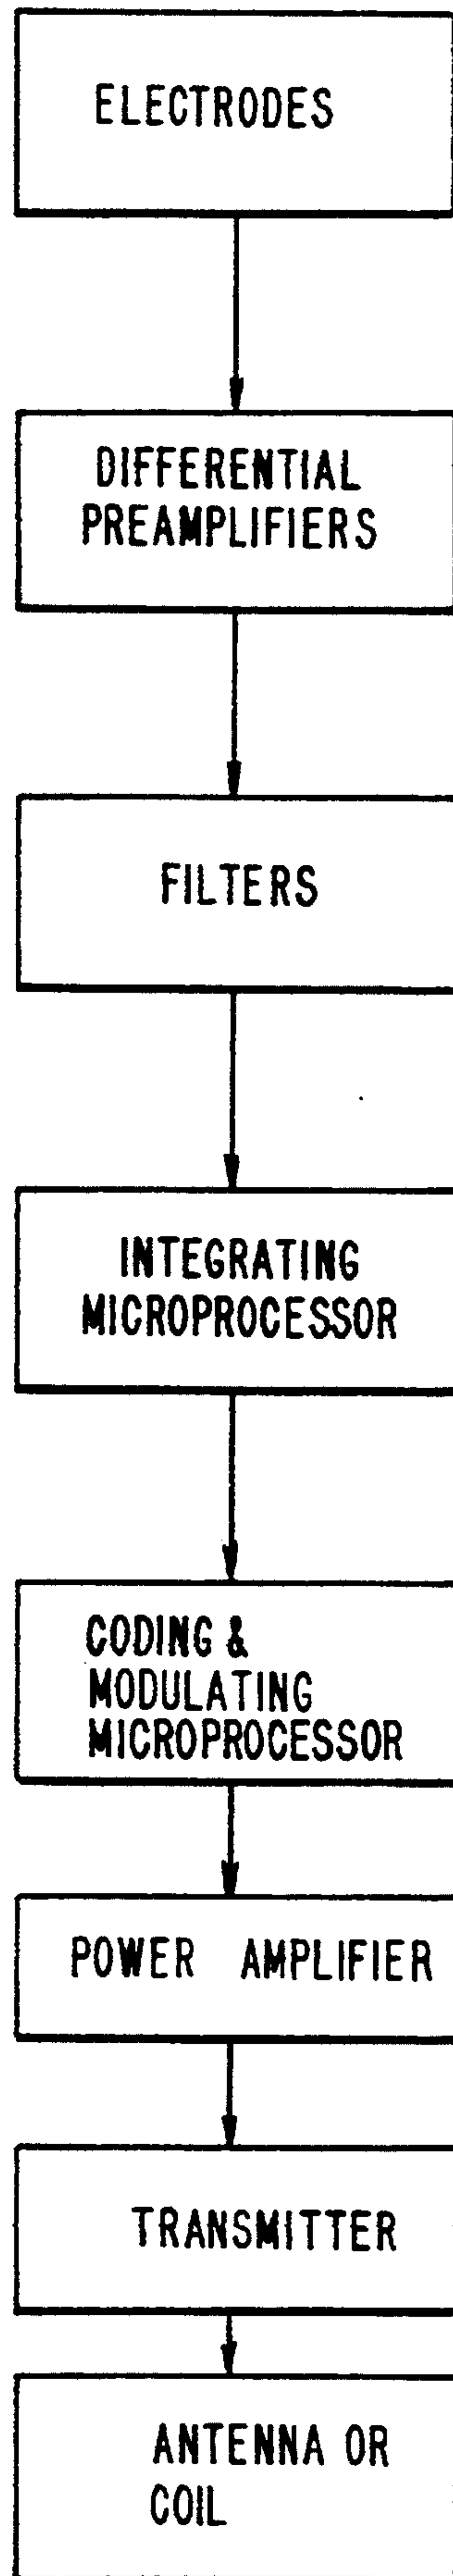 ELECTRODES
DIFFERENTIAL
PREAMPLIFIERS
FILTERS
INTEGRATING
MICROPROCESSOR
CODING &
MODULATING
MICROPROCESSOR
POWER AMPLIFIER
TRANSMITTER
ANTENNA OR
COIL